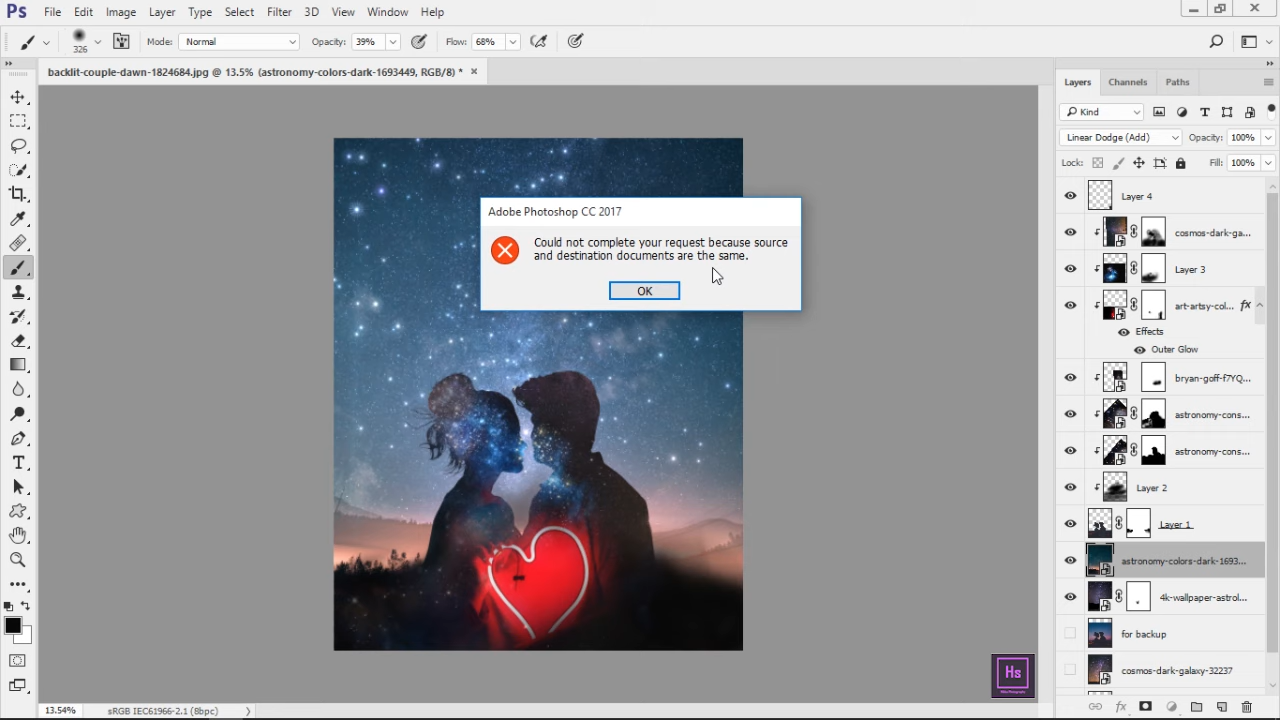 Ps File Edit Image Layer Type Select Filter 3D View Window Help
326 Mode: Normal Opacity: 39% Flow: 68%
backlit-couple-dawn-1824684.jpg @ 13.5% (astronomy-colors-dark-1693449, RGB/8) *
Layers Channels Paths
Kind
Linear Dodge (Add) Opacity: 100%
Lock: Fill: 100%
Layer 4
cosmos-dark-ga...
Layer 3
art-artsy-col... fx
Effects
Outer Glow
bryan-goff-f7YQ...
astronomy-cons...
astronomy-cons...
Layer 2
Layer 1
astronomy-colors-dark-1693...
4k-wallpaper-astrol...
for backup
cosmos-dark-galaxy-32237
fx
Adobe Photoshop CC 2017
Could not complete your request because source
and destination documents are the same.
OK
Hs
13.54% sRGB IEC61966-2.1 (8bpc)